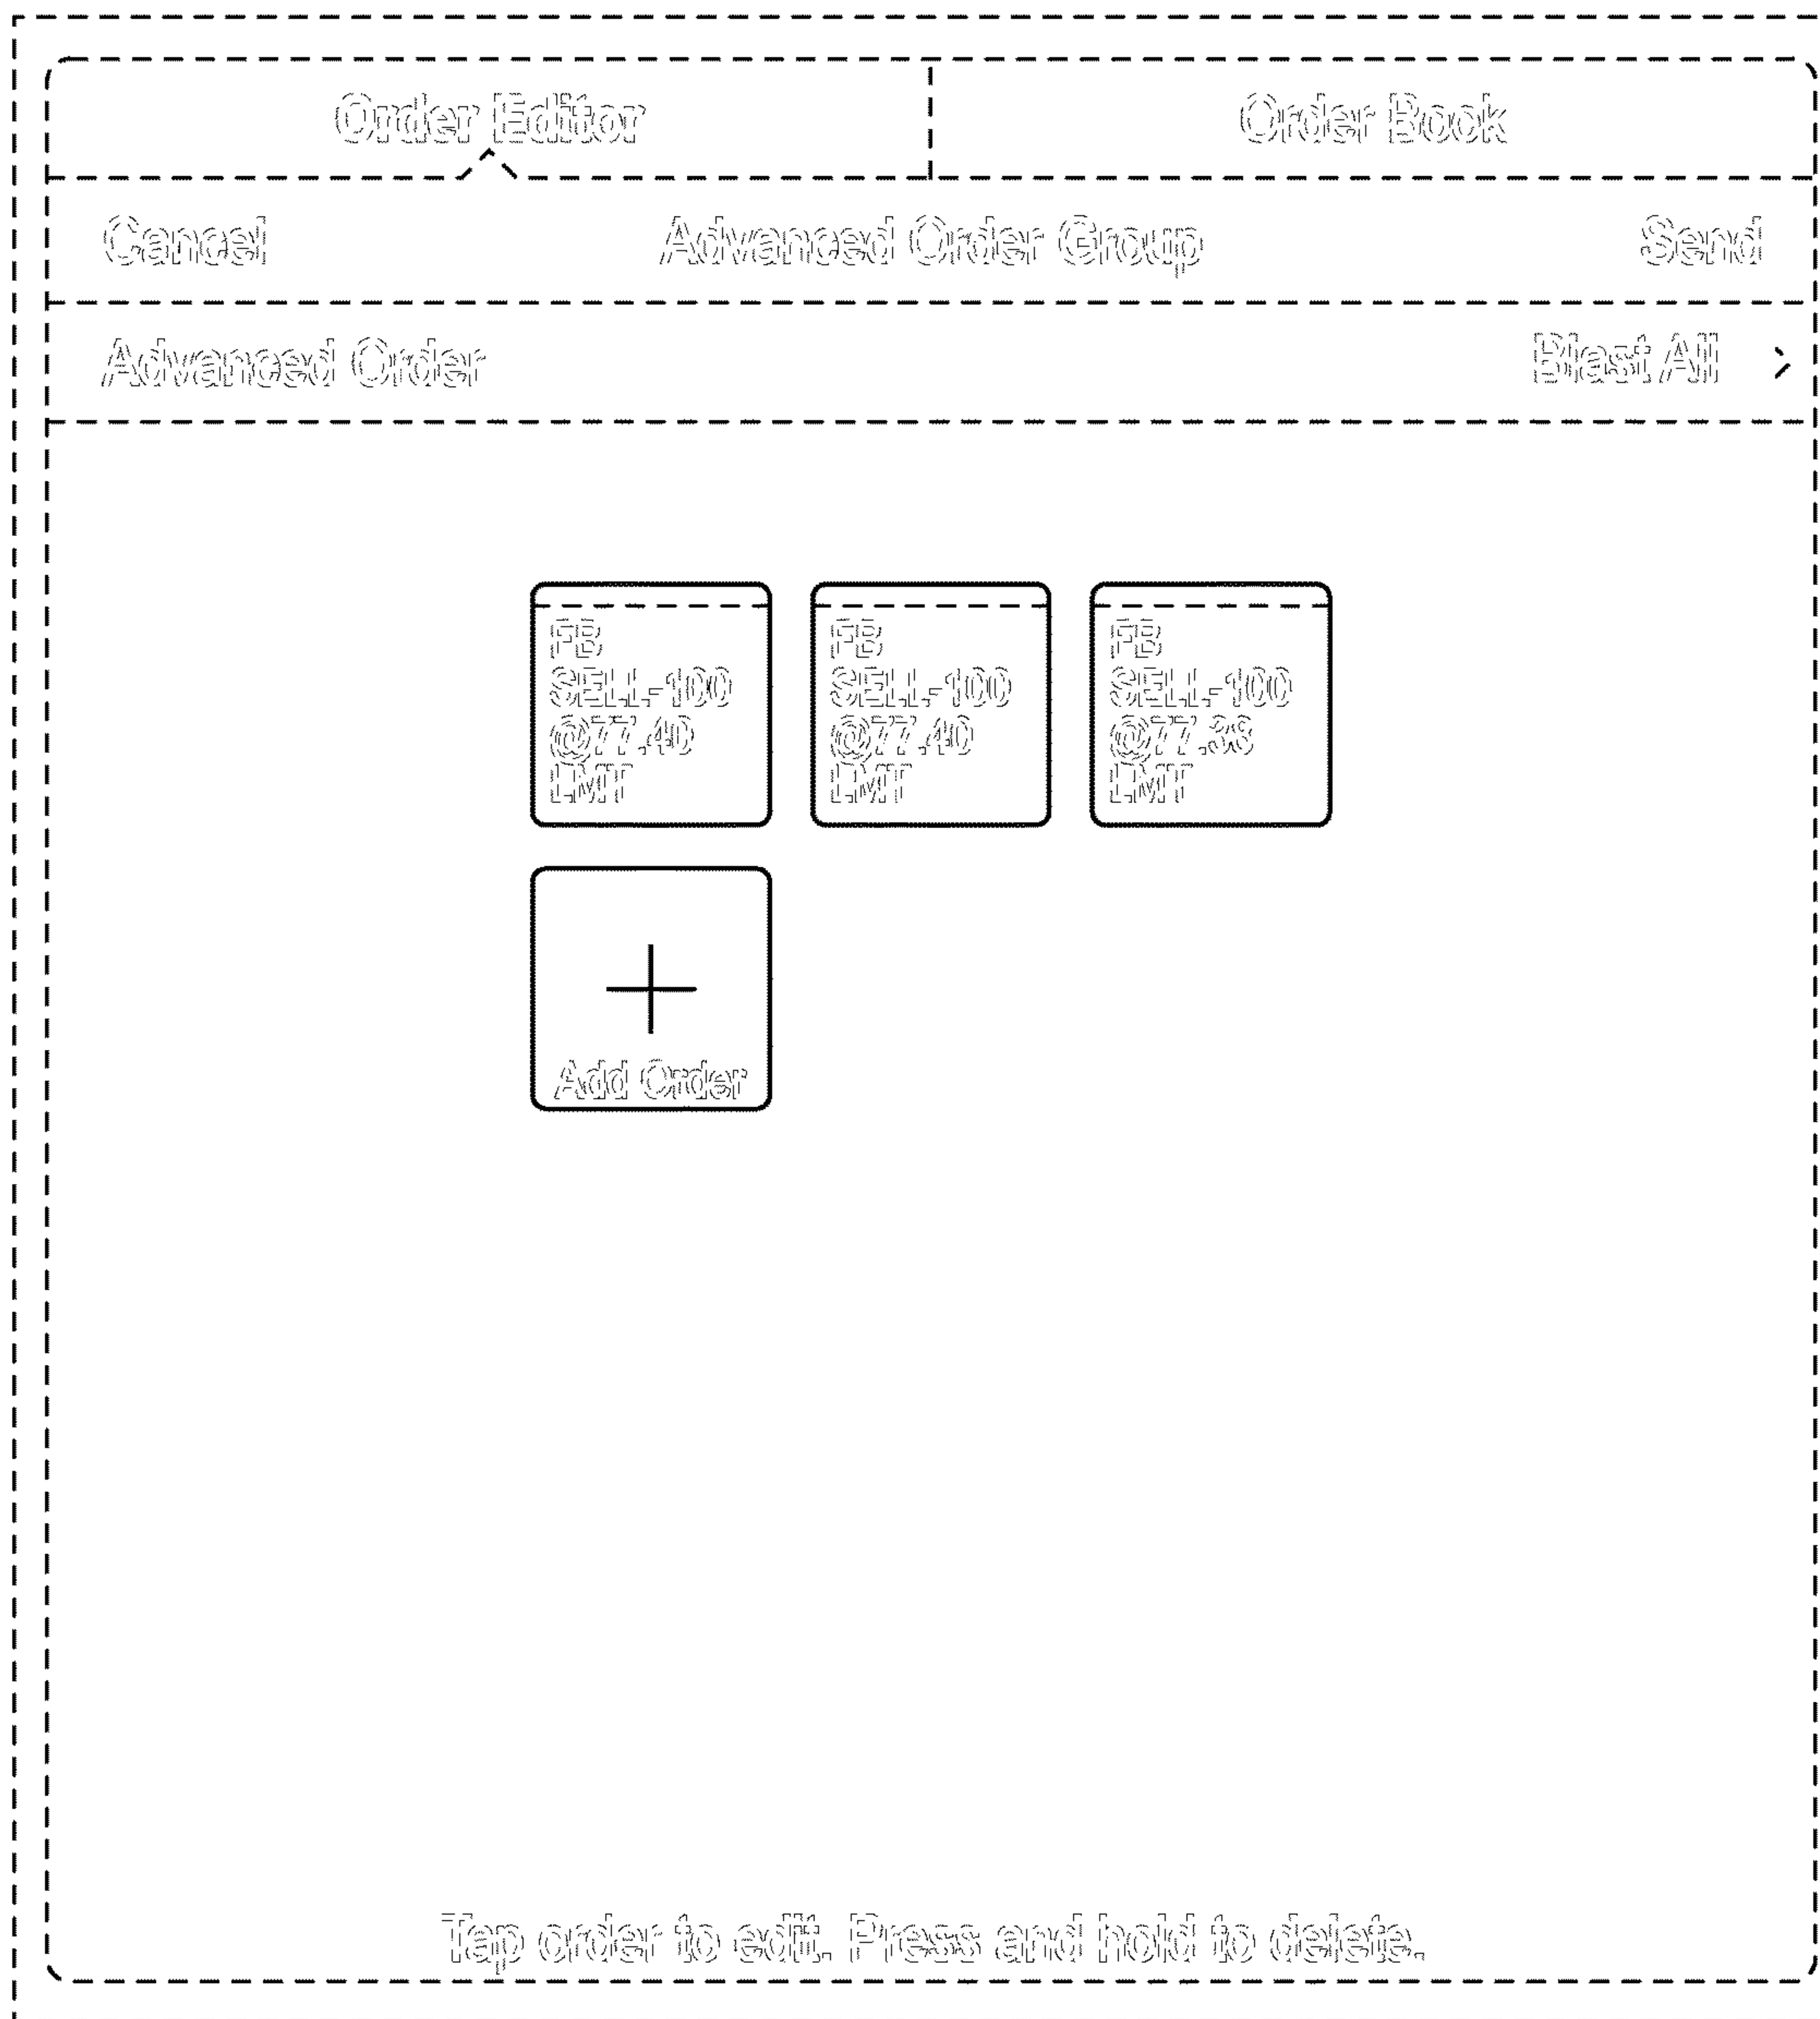 Order Editor Order Book
Cancel Advanced Order Group Send
Advanced Order Blast All >
FB FB FB
SELL-100 SELL-100 SELL-100
@77.40 @77.40 @77.38
LMT LMT LMT
Add Order
Tap order to edit. Press and hold to delete.